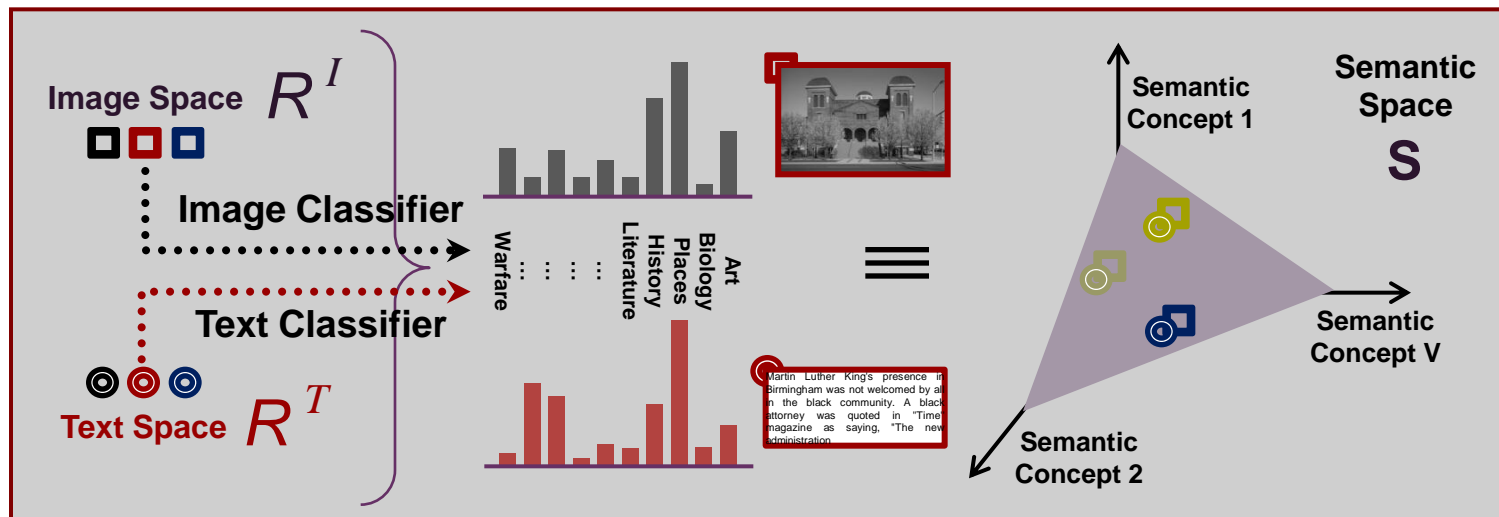 Image Space R^I
Image Classifier
Text Classifier
Text Space R^T
Warfare
...
...
...
...
Literature
History
Places
Biology
Art
Martin Luther King's presence in
Birmingham was not welcomed by all
in the black community. A black
attorney was quoted in "Time"
magazine as saying, "The new
administration
≡
Semantic
Concept 1
Semantic
Concept V
Semantic
Concept 2
Semantic
Space
S